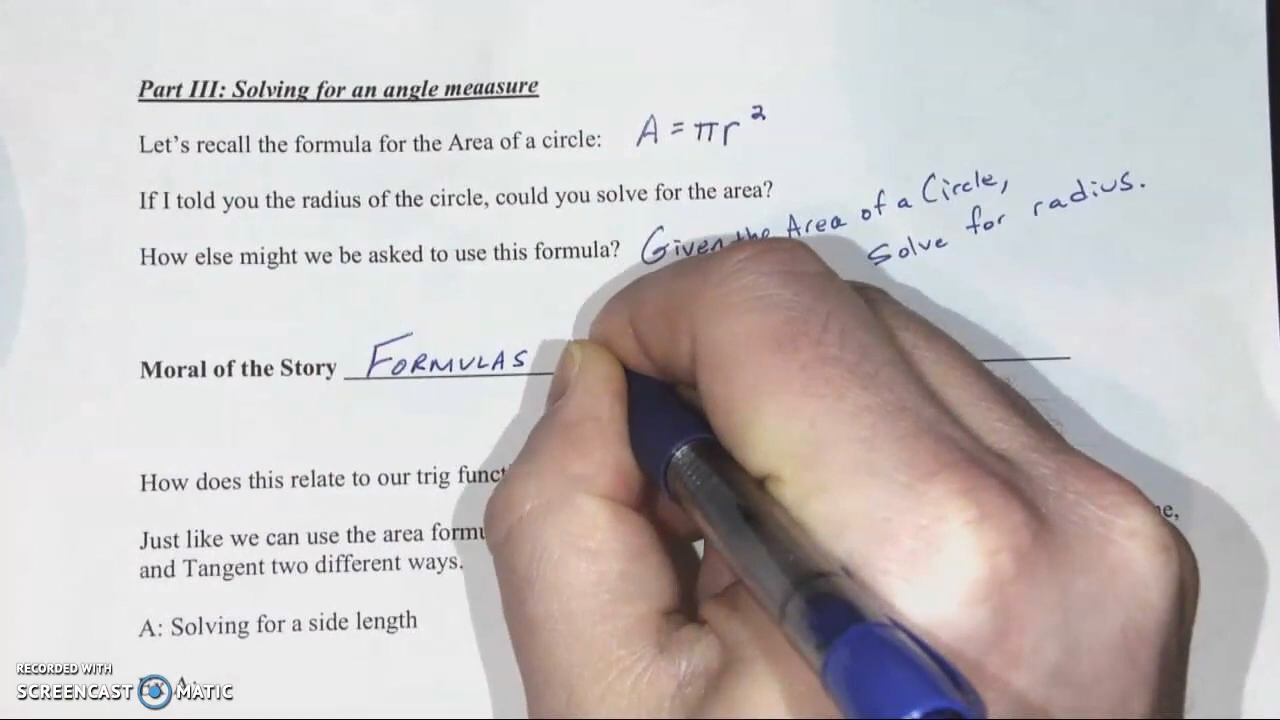 Part III: Solving for an angle meaasure
Let's recall the formula for the Area of a circle: A = πr²
If I told you the radius of the circle, could you solve for the area?
How else might we be asked to use this formula? Given the Area of a Circle,
Solve for radius.
Moral of the Story FORMULAS
How does this relate to our trig
Just like we can use the area
and Tangent two different ways.
A: Solving for a side length
RECORDED WITH
SCREENCAST MATIC